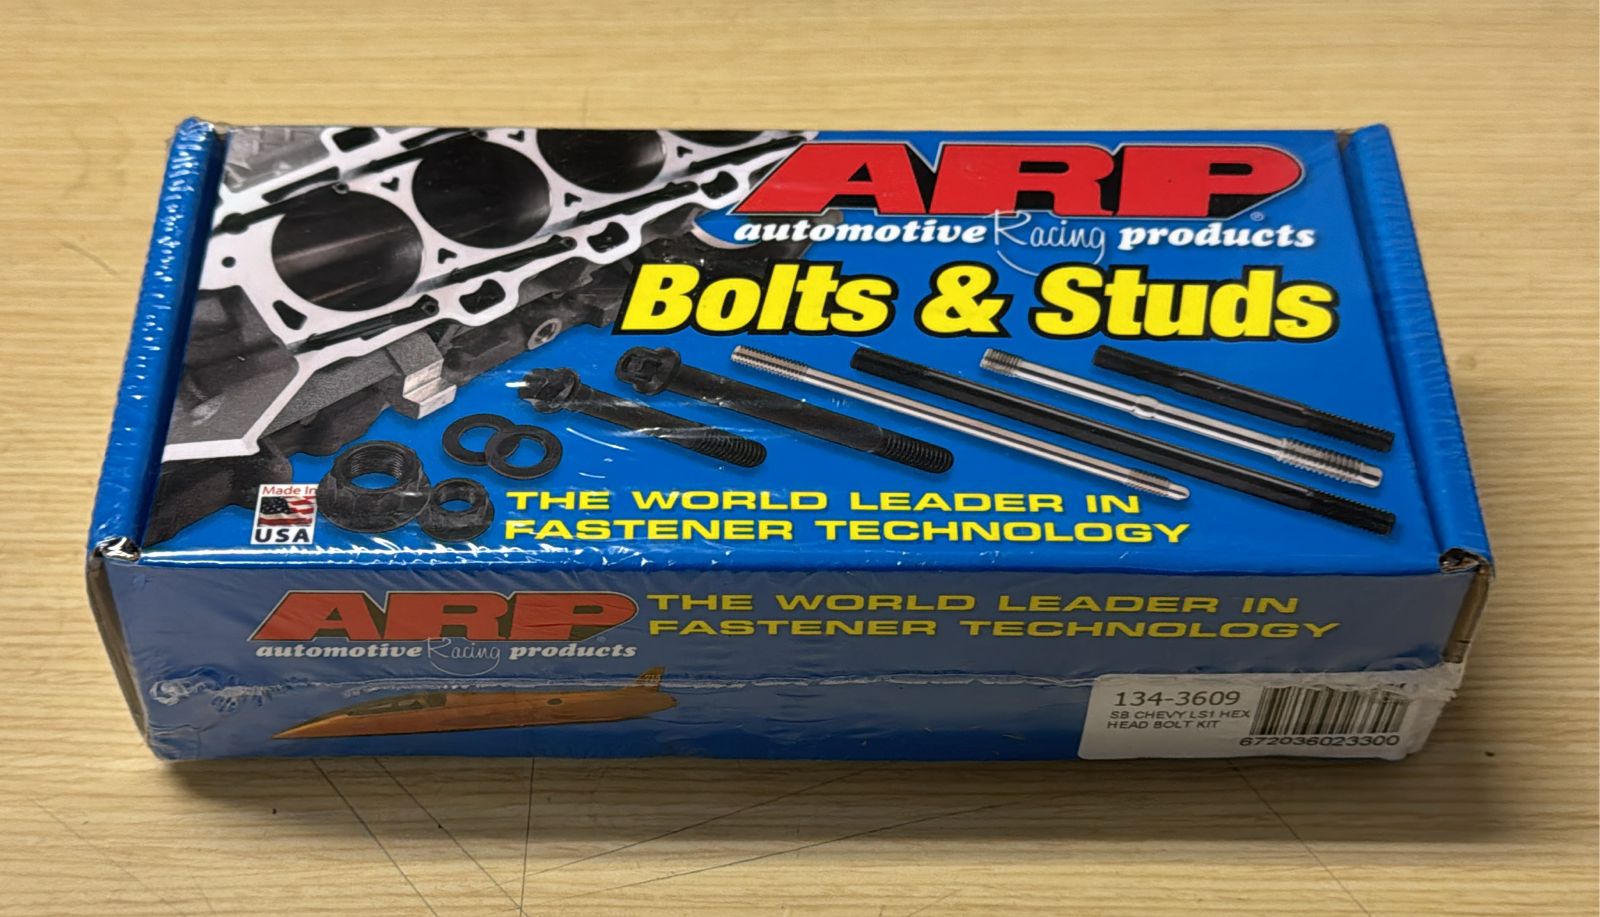 ARP®
automotive Racing products
Bolts & Studs
Made In
USA
THE WORLD LEADER IN
FASTENER TECHNOLOGY
ARP®
automotive Racing products
THE WORLD LEADER IN
FASTENER TECHNOLOGY
134-3609
SB CHEVY LS1 HEX
HEAD BOLT KIT
672036023300